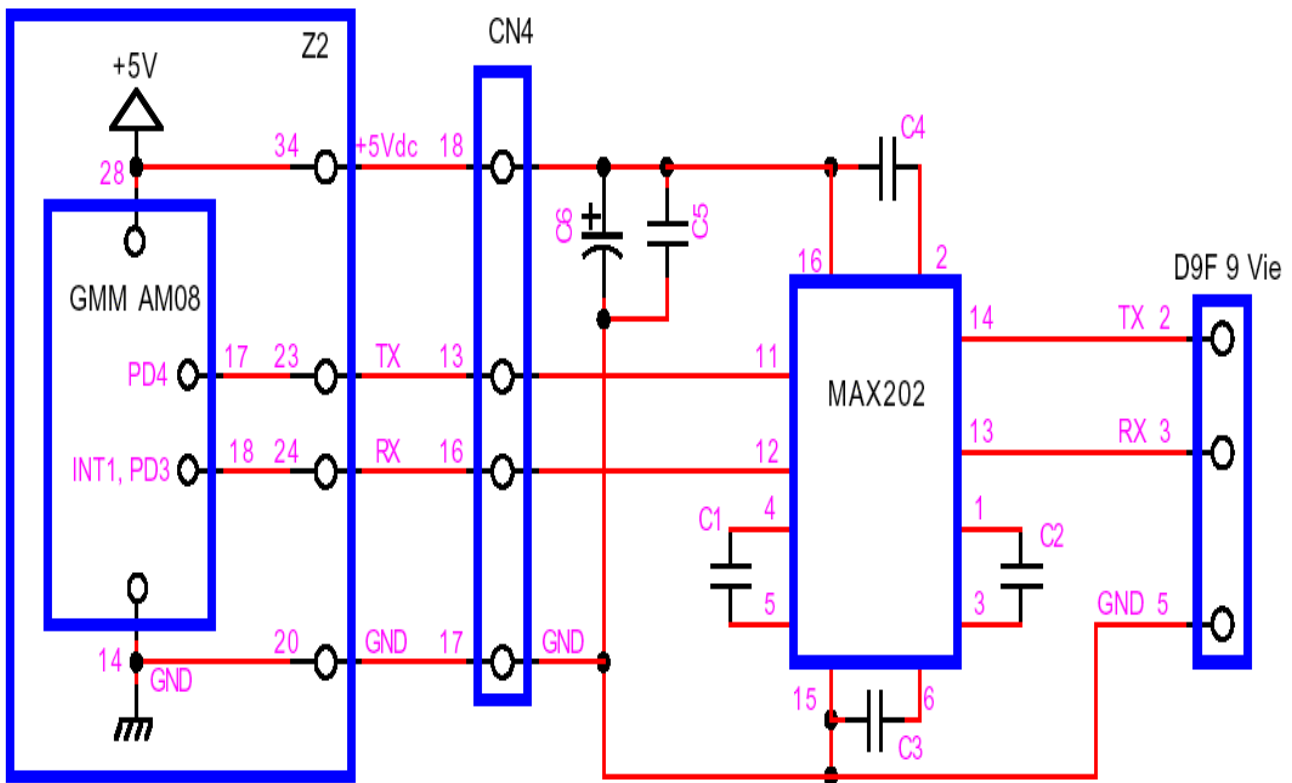 CN4
Z2
+5V
C4
34 +5Vdc 18
28
C6
C5
16 2
D9F 9 Vie
GMM AM08
14 TX 2
17 23 TX 13 11
PD4
MAX202
13 RX 3
18 24 RX 16 12
INT1, PD3
C1 4 1 C2
5 3 GND 5
20 GND 17 GND
14 GND
15 6
C3